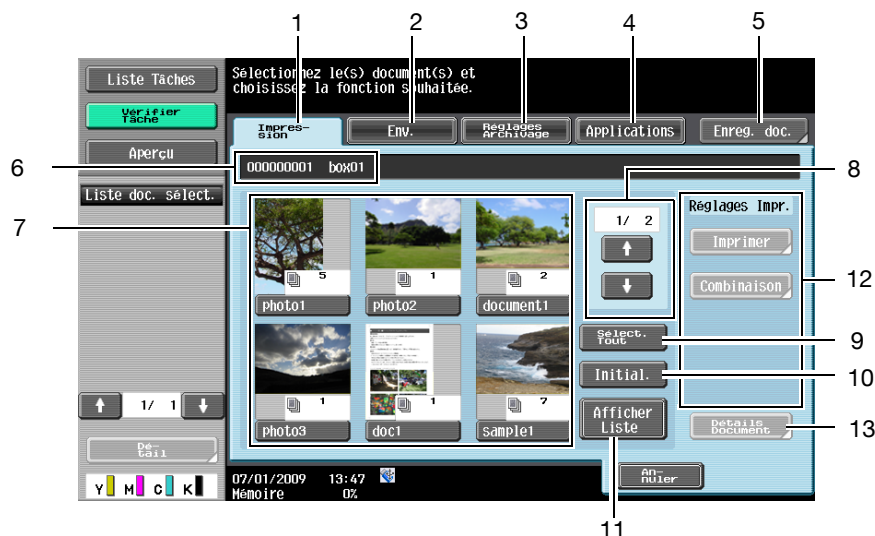 1
2
3
4
5
Liste Tâches
Vérifier
Tâche
Aperçu
Liste doc. sélect.
1/ 1
Dé-
tail
Y M C K
Sélectionnez le(s) document(s) et
choisissez la fonction souhaitée.
Impres-
sion
Env.
Réglages
Archivage
Applications
Enreg. doc.
6
000000001 box01
7
5
photo1
1
photo2
2
document1
1
photo3
1
doc1
7
sample1
8
1/ 2
Sélect.
Tout
9
Initial.
10
Afficher
Liste
11
Réglages Impr.
Imprimer
Combinaison
12
Détails
Document
13
An-
nuler
07/01/2009 13:47
Mémoire 0%